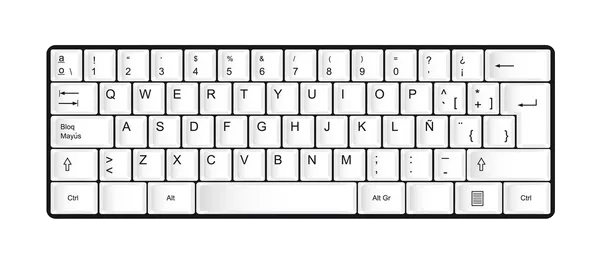 a ! " · $ % & / ( ) = ? ¿
o \ 1 2 3 4 5 6 7 8 9 0 ' ¡
Q W E R T Y U I O P ^ *
` [ + ]
Bloq
Mayús
A S D F G H J K L Ñ ¨
{ }
> Z X C V B N M ; : _
< , . -
Ctrl Alt Alt Gr Ctrl